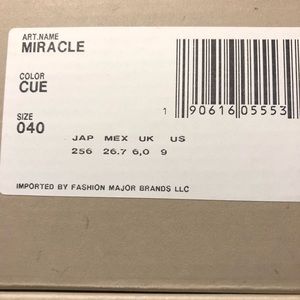 ART.NAME
MIRACLE
COLOR
CUE
SIZE
040
JAP MEX UK US
256 26.7 6,0 9
1 90616 05553
IMPORTED BY FASHION MAJOR BRANDS LLC